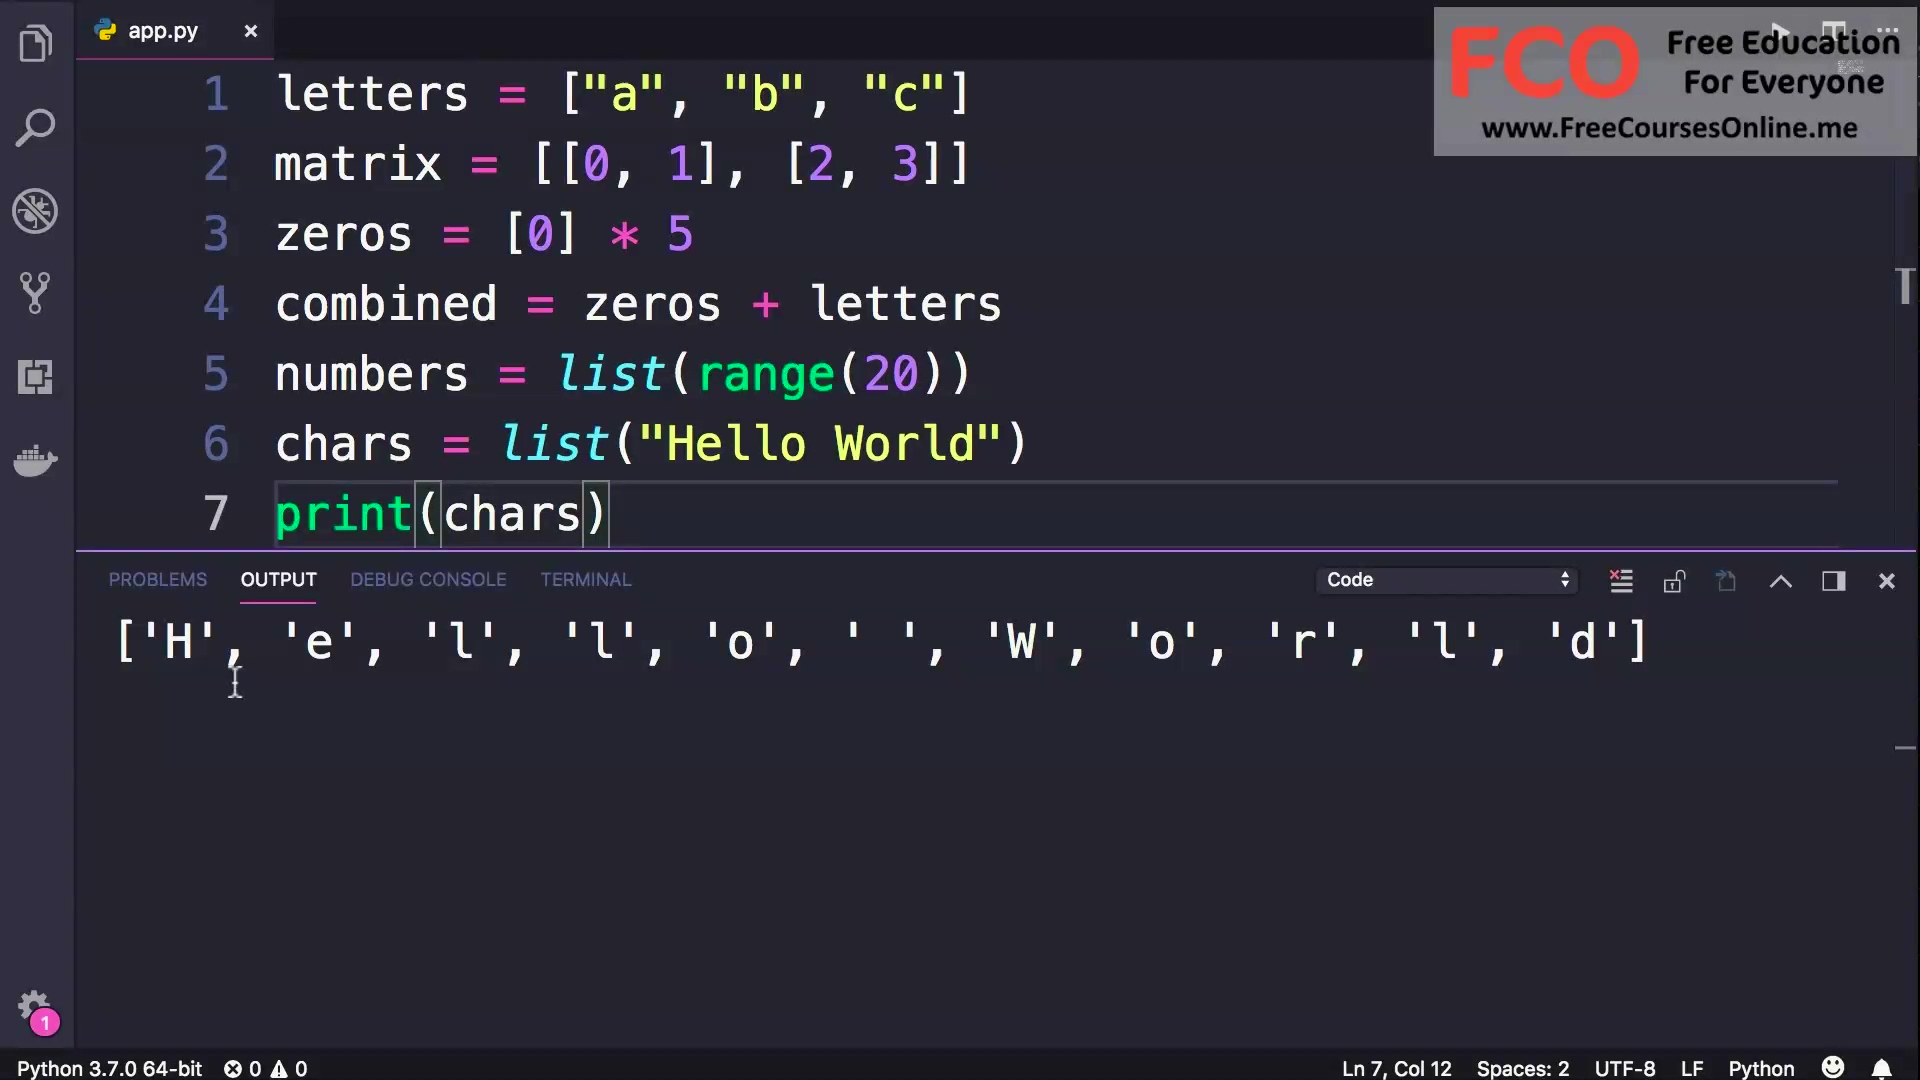 app.py
FCO Free Education
For Everyone
www.FreeCoursesOnline.me
1 letters = ["a", "b", "c"]
2 matrix = [[0, 1], [2, 3]]
3 zeros = [0] * 5
4 combined = zeros + letters
5 numbers = list(range(20))
6 chars = list("Hello World")
7 print(chars)
PROBLEMS OUTPUT DEBUG CONSOLE TERMINAL Code
['H', 'e', 'l', 'l', 'o', ' ', 'W', 'o', 'r', 'l', 'd']
1
Python 3.7.0 64-bit 0 0 Ln 7, Col 12 Spaces: 2 UTF-8 LF Python